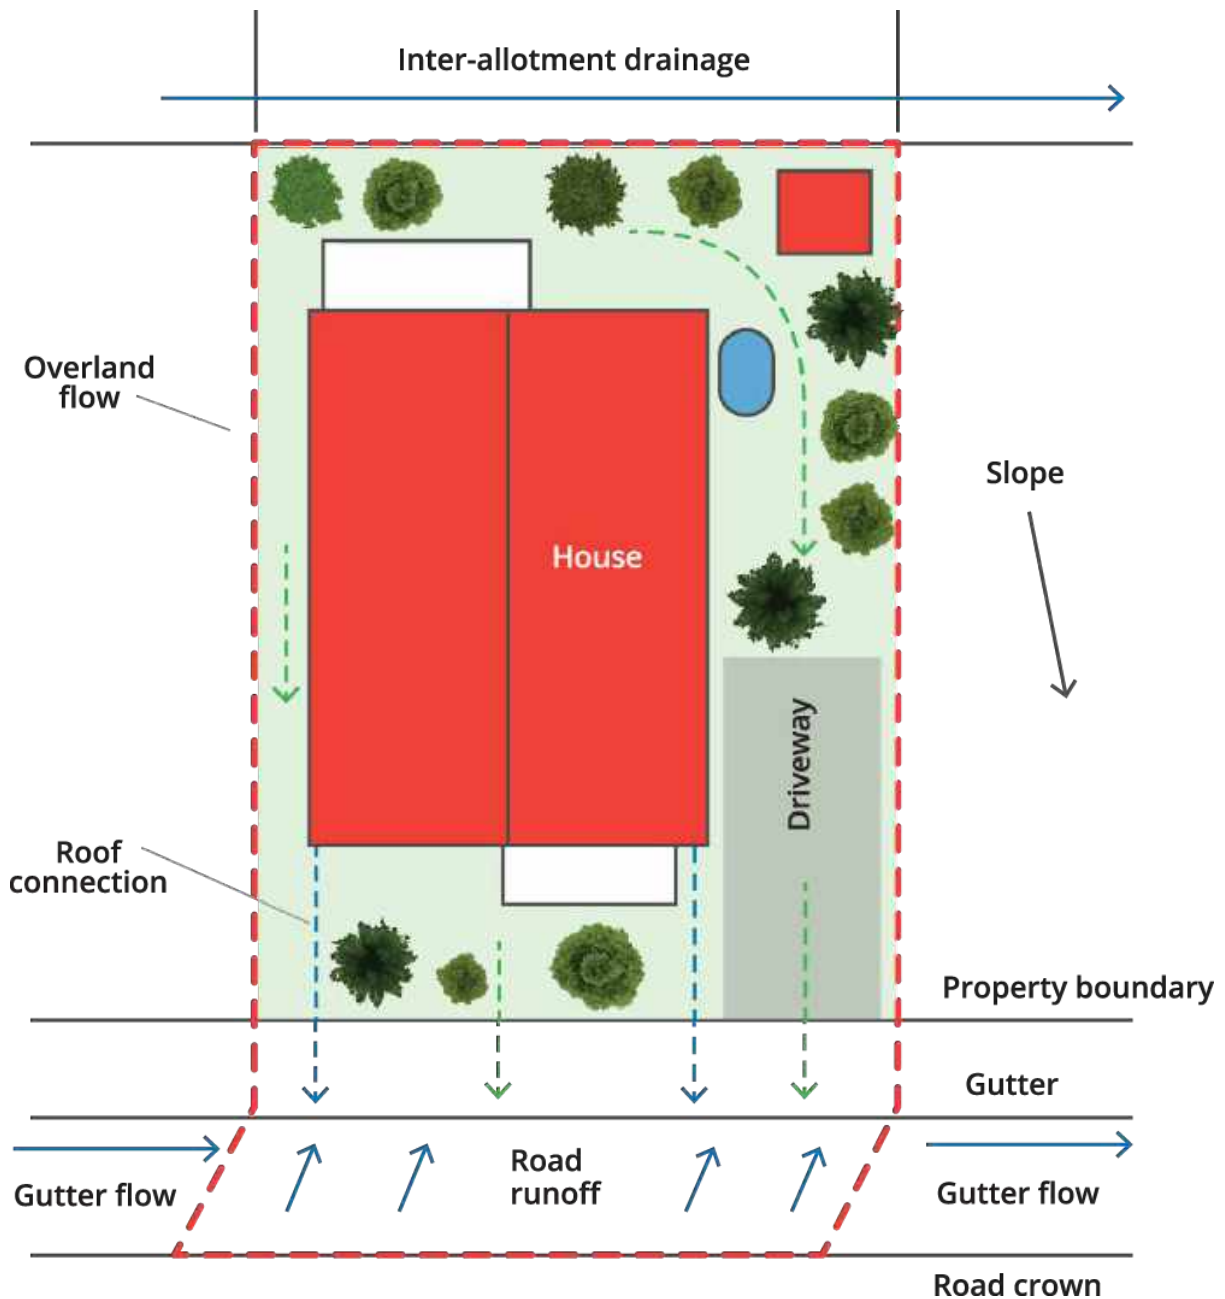 Inter-allotment drainage
Overland
flow
Slope
House
Driveway
Roof
connection
Property boundary
Gutter
Road
runoff
Gutter flow
Gutter flow
Road crown